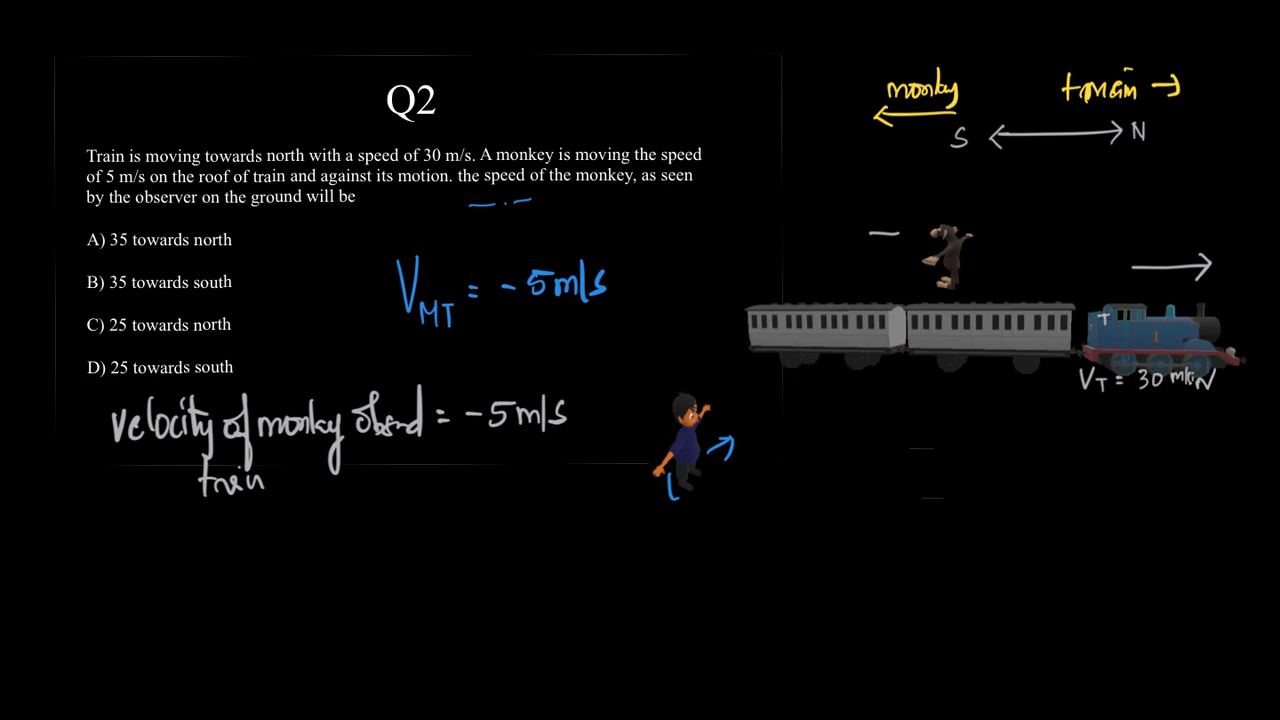 Q2
Train is moving towards north with a speed of 30 m/s. A monkey is moving the speed
of 5 m/s on the roof of train and against its motion. the speed of the monkey, as seen
by the observer on the ground will be
A) 35 towards north
B) 35 towards south
C) 25 towards north
D) 25 towards south
V_MT = -5m/s
velocity of monkey = -5m/s
train
monkey train →
S N
T
1
V_T = 30